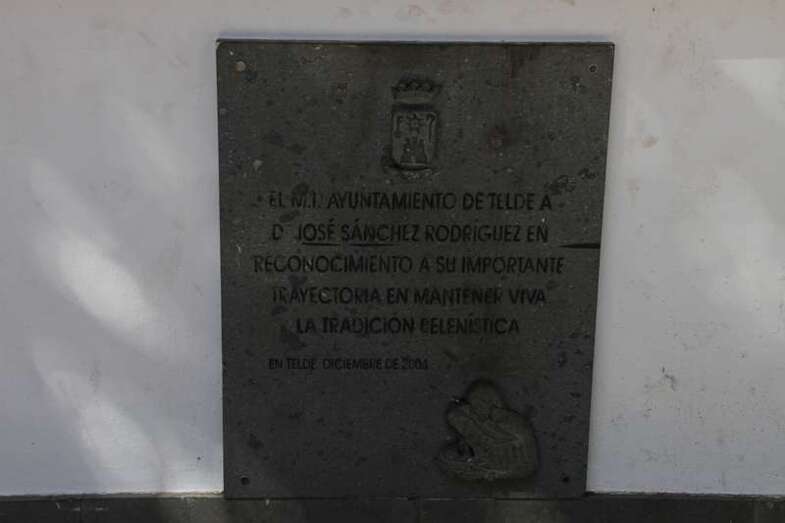 EL M.I. AYUNTAMIENTO DE TELDE A
D. JOSÉ SÁNCHEZ RODRÍGUEZ EN
RECONOCIMIENTO A SU IMPORTANTE
TRAYECTORIA EN MANTENER VIVA
LA TRADICIÓN BELENÍSTICA
EN TELDE, DICIEMBRE DE 2004